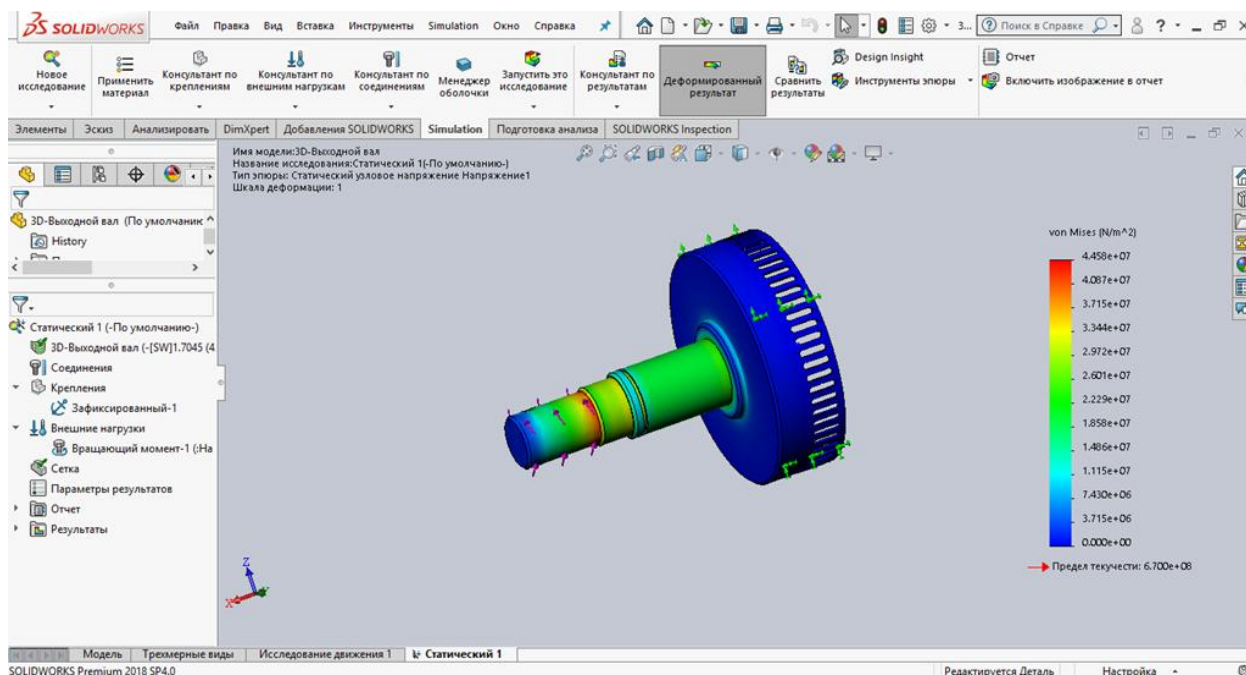 SOLIDWORKS
Файл Правка Вид Вставка Инструменты Simulation Окно Справка
З...
Поиск в Справке
?
Новое исследование
Применить материал
Консультант по креплениям
Консультант по внешним нагрузкам
Консультант по соединениям
Менеджер оболочки
Запустить это исследование
Консультант по результатам
Деформированный результат
Сравнить результаты
Design Insight
Инструменты эпюры
Отчет
Включить изображение в отчет
Элементы Эскиз Анализировать DimXpert Добавления SOLIDWORKS Simulation Подготовка анализа SOLIDWORKS Inspection
Имя модели:3D-Выходной вал
Название исследования:Статический 1(-По умолчанию-)
Тип эпюры: Статический узловое напряжение Напряжение1
Шкала деформации: 1
3D-Выходной вал (По умолчанию
History
Статический 1 (-По умолчанию-)
3D-Выходной вал (-[SW]1.7045 (4
Соединения
Крепления
Зафиксированный-1
Внешние нагрузки
Вращающий момент-1 (:На
Сетка
Параметры результатов
Отчет
Результаты
von Mises (N/m^2)
4.458e+07
4.087e+07
3.715e+07
3.344e+07
2.972e+07
2.601e+07
2.229e+07
1.858e+07
1.486e+07
1.115e+07
7.430e+06
3.715e+06
0.000e+00
Предел текучести: 6.700e+08
Z
X
Модель Трехмерные виды Исследование движения 1 Статический 1
SOLIDWORKS Premium 2018 SP4.0
Редактируется Деталь
Настройка